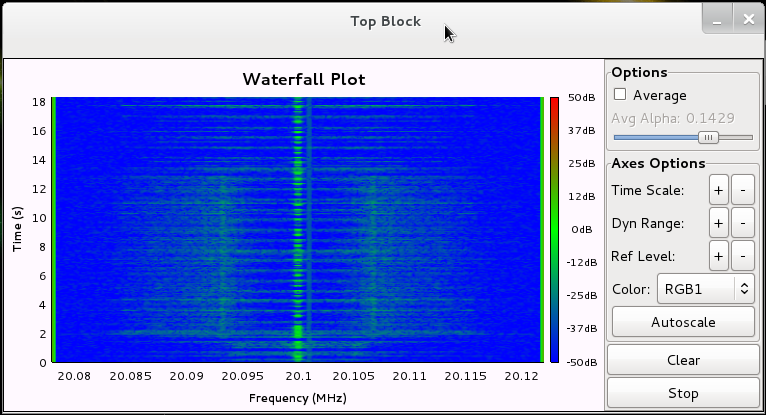 Top Block
Waterfall Plot
18
16
14
12
10
8
6
4
2
0
Time (s)
20.08 20.085 20.09 20.095 20.1 20.105 20.11 20.115 20.12
Frequency (MHz)
50dB
37dB
25dB
12dB
0dB
-12dB
-25dB
-37dB
-50dB
Options
Average
Avg Alpha: 0.1429
Axes Options
Time Scale: + -
Dyn Range: + -
Ref Level: + -
Color: RGB1
Autoscale
Clear
Stop